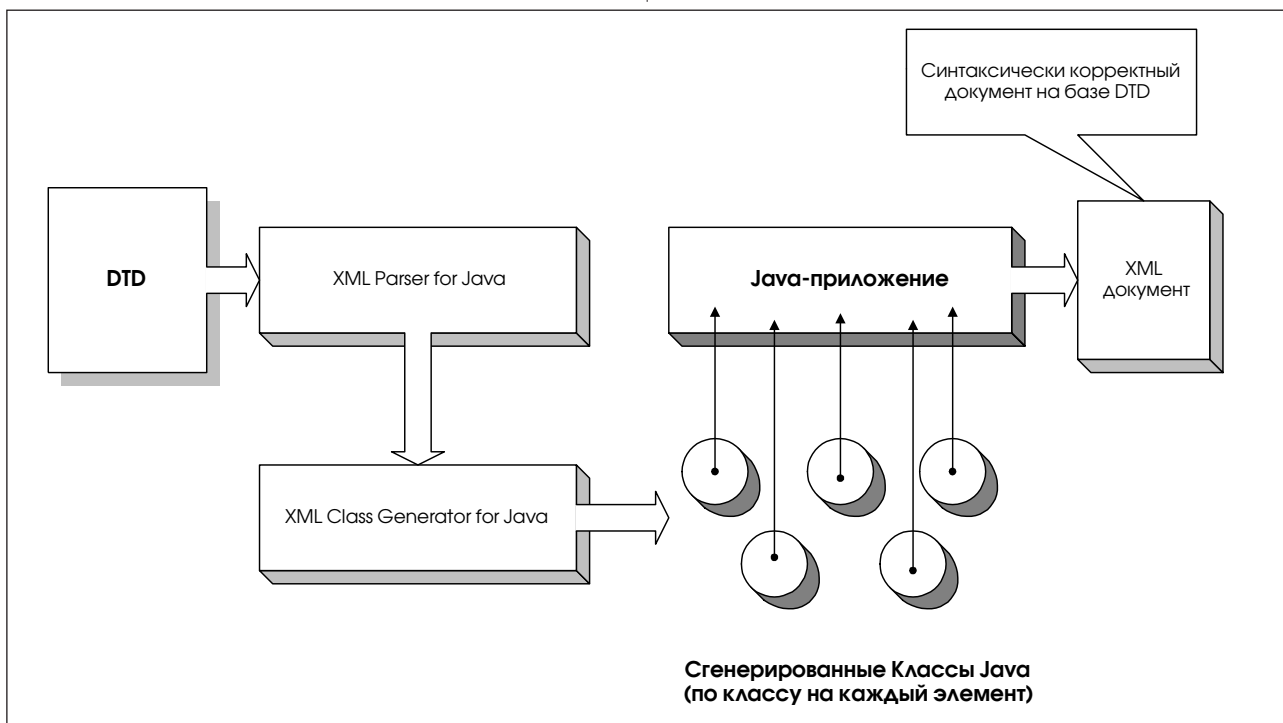 Синтаксически корректный
документ на базе DTD
DTD
XML Parser for Java
Java-приложение
XML
документ
XML Class Generator for Java
Сгенерированные Классы Java
(по классу на каждый элемент)